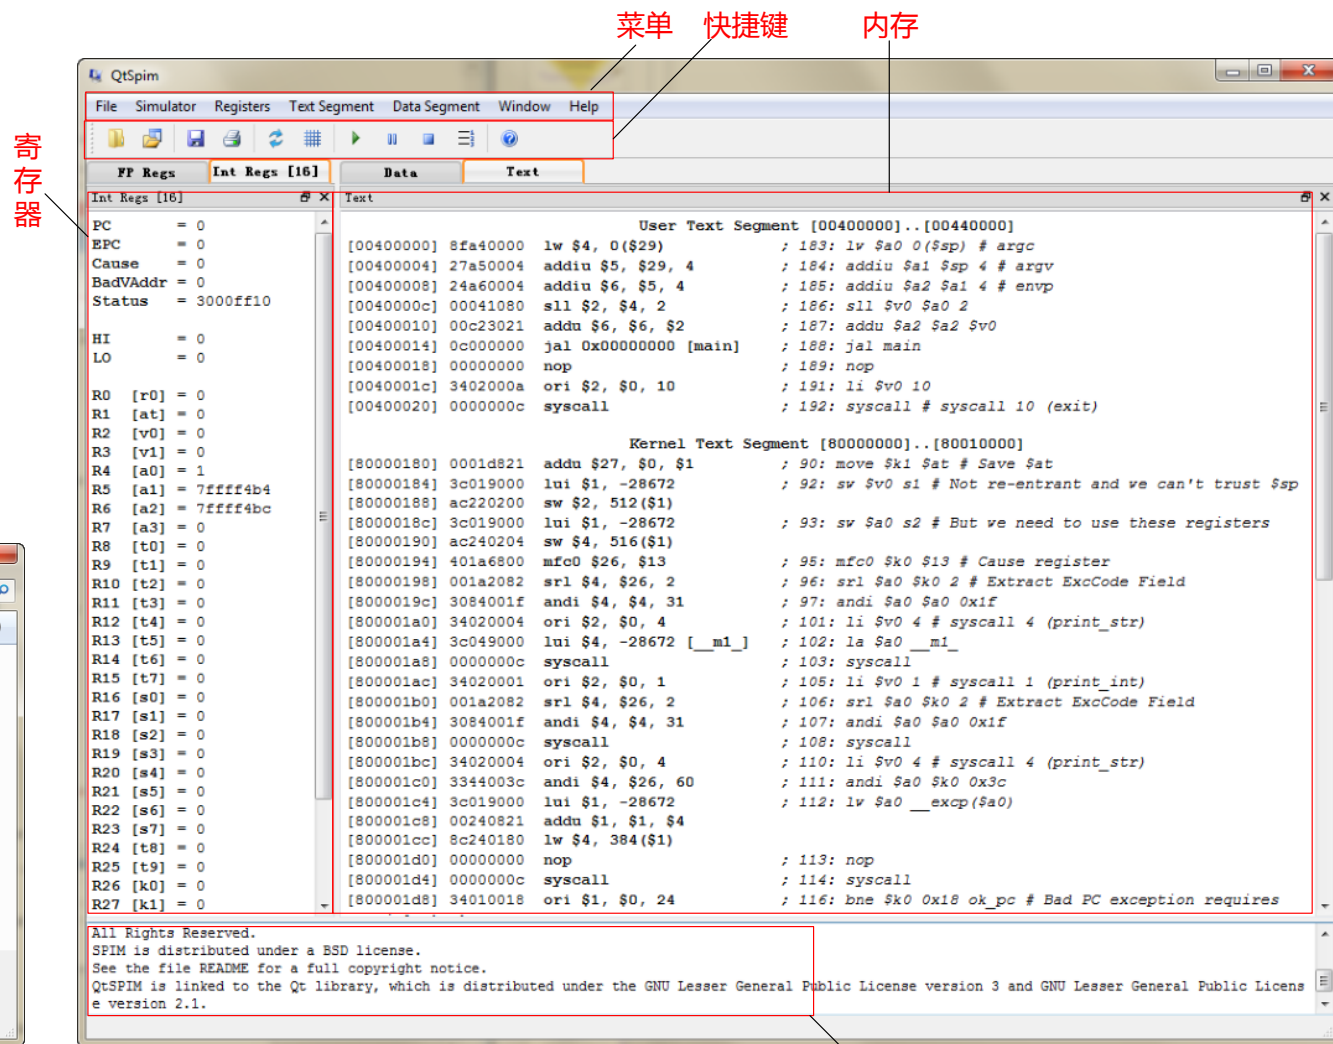 菜单 快捷键 内存
寄
存
器
QtSpim
File Simulator Registers Text Segment Data Segment Window Help
FP Regs Int Regs [16] Data Text
Int Regs [16]
PC = 0
EPC = 0
Cause = 0
BadVAddr = 0
Status = 3000ff10
HI = 0
LO = 0
R0 [r0] = 0
R1 [at] = 0
R2 [v0] = 0
R3 [v1] = 0
R4 [a0] = 1
R5 [a1] = 7ffff4b4
R6 [a2] = 7ffff4bc
R7 [a3] = 0
R8 [t0] = 0
R9 [t1] = 0
R10 [t2] = 0
R11 [t3] = 0
R12 [t4] = 0
R13 [t5] = 0
R14 [t6] = 0
R15 [t7] = 0
R16 [s0] = 0
R17 [s1] = 0
R18 [s2] = 0
R19 [s3] = 0
R20 [s4] = 0
R21 [s5] = 0
R22 [s6] = 0
R23 [s7] = 0
R24 [t8] = 0
R25 [t9] = 0
R26 [k0] = 0
R27 [k1] = 0
Text
User Text Segment [00400000]..[00440000]
[00400000] 8fa40000 lw $4, 0($29) ; 183: lw $a0 0($sp) # argc
[00400004] 27a50004 addiu $5, $29, 4 ; 184: addiu $a1 $sp 4 # argv
[00400008] 24a60004 addiu $6, $5, 4 ; 185: addiu $a2 $a1 4 # envp
[0040000c] 00041080 sll $2, $4, 2 ; 186: sll $v0 $a0 2
[00400010] 00c23021 addu $6, $6, $2 ; 187: addu $a2 $a2 $v0
[00400014] 0c000000 jal 0x00000000 [main] ; 188: jal main
[00400018] 00000000 nop ; 189: nop
[0040001c] 3402000a ori $2, $0, 10 ; 191: li $v0 10
[00400020] 0000000c syscall ; 192: syscall # syscall 10 (exit)
Kernel Text Segment [80000000]..[80010000]
[80000180] 0001d821 addu $27, $0, $1 ; 90: move $k1 $at # Save $at
[80000184] 3c019000 lui $1, -28672 ; 92: sw $v0 s1 # Not re-entrant and we can't trust $sp
[80000188] ac220200 sw $2, 512($1)
[8000018c] 3c019000 lui $1, -28672 ; 93: sw $a0 s2 # But we need to use these registers
[80000190] ac240204 sw $4, 516($1)
[80000194] 401a6800 mfc0 $26, $13 ; 95: mfc0 $k0 $13 # Cause register
[80000198] 001a2082 srl $4, $26, 2 ; 96: srl $a0 $k0 2 # Extract ExcCode Field
[8000019c] 3084001f andi $4, $4, 31 ; 97: andi $a0 $a0 0x1f
[800001a0] 34020004 ori $2, $0, 4 ; 101: li $v0 4 # syscall 4 (print_str)
[800001a4] 3c049000 lui $4, -28672 [__m1_] ; 102: la $a0 __m1_
[800001a8] 0000000c syscall ; 103: syscall
[800001ac] 34020001 ori $2, $0, 1 ; 105: li $v0 1 # syscall 1 (print_int)
[800001b0] 001a2082 srl $4, $26, 2 ; 106: srl $a0 $k0 2 # Extract ExcCode Field
[800001b4] 3084001f andi $4, $4, 31 ; 107: andi $a0 $a0 0x1f
[800001b8] 0000000c syscall ; 108: syscall
[800001bc] 34020004 ori $2, $0, 4 ; 110: li $v0 4 # syscall 4 (print_str)
[800001c0] 3344003c andi $4, $26, 60 ; 111: andi $a0 $k0 0x3c
[800001c4] 3c019000 lui $1, -28672 ; 112: lw $a0 __excp($a0)
[800001c8] 00240821 addu $1, $1, $4
[800001cc] 8c240180 lw $4, 384($1)
[800001d0] 00000000 nop ; 113: nop
[800001d4] 0000000c syscall ; 114: syscall
[800001d8] 34010018 ori $1, $0, 24 ; 116: bne $k0 0x18 ok_pc # Bad PC exception requires
All Rights Reserved.
SPIM is distributed under a BSD license.
See the file README for a full copyright notice.
QtSPIM is linked to the Qt library, which is distributed under the GNU Lesser General Public License version 3 and GNU Lesser General Public Licens
e version 2.1.